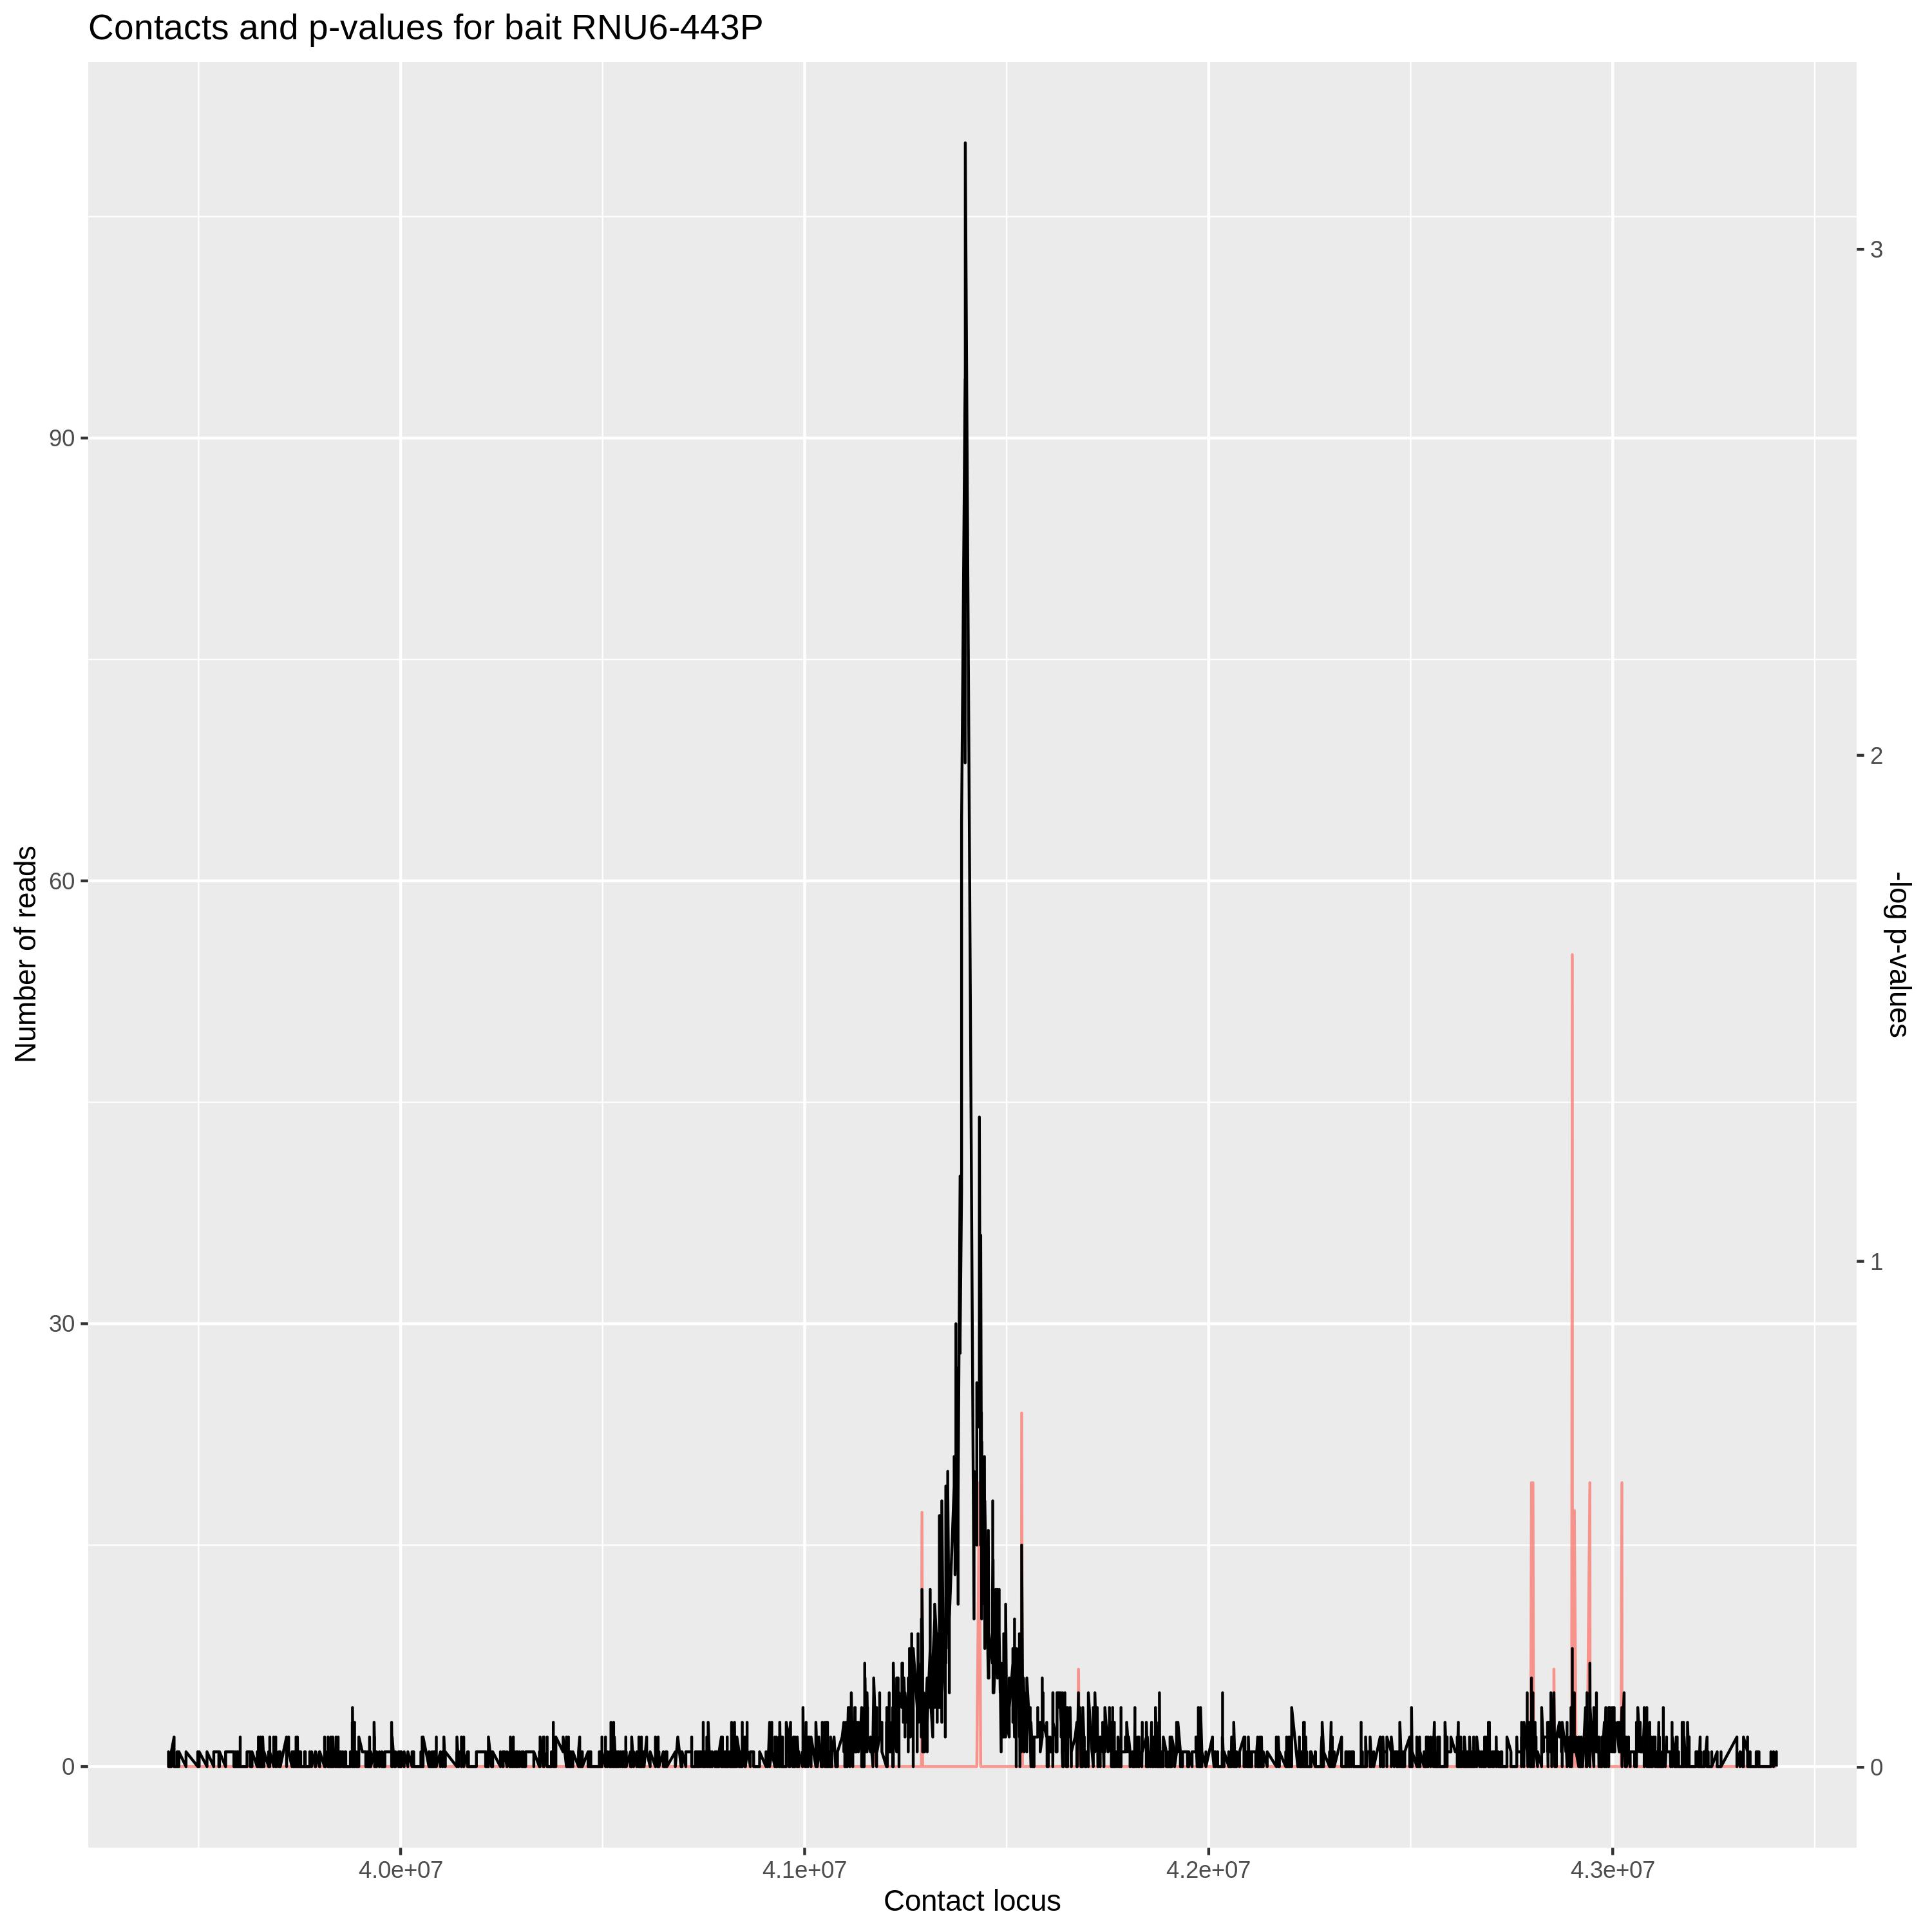 Contacts and p-values for bait RNU6-443P
Number of reads
90
60
30
0
3
2
1
0
-log p-values
4.0e+07 4.1e+07 4.2e+07 4.3e+07
Contact locus